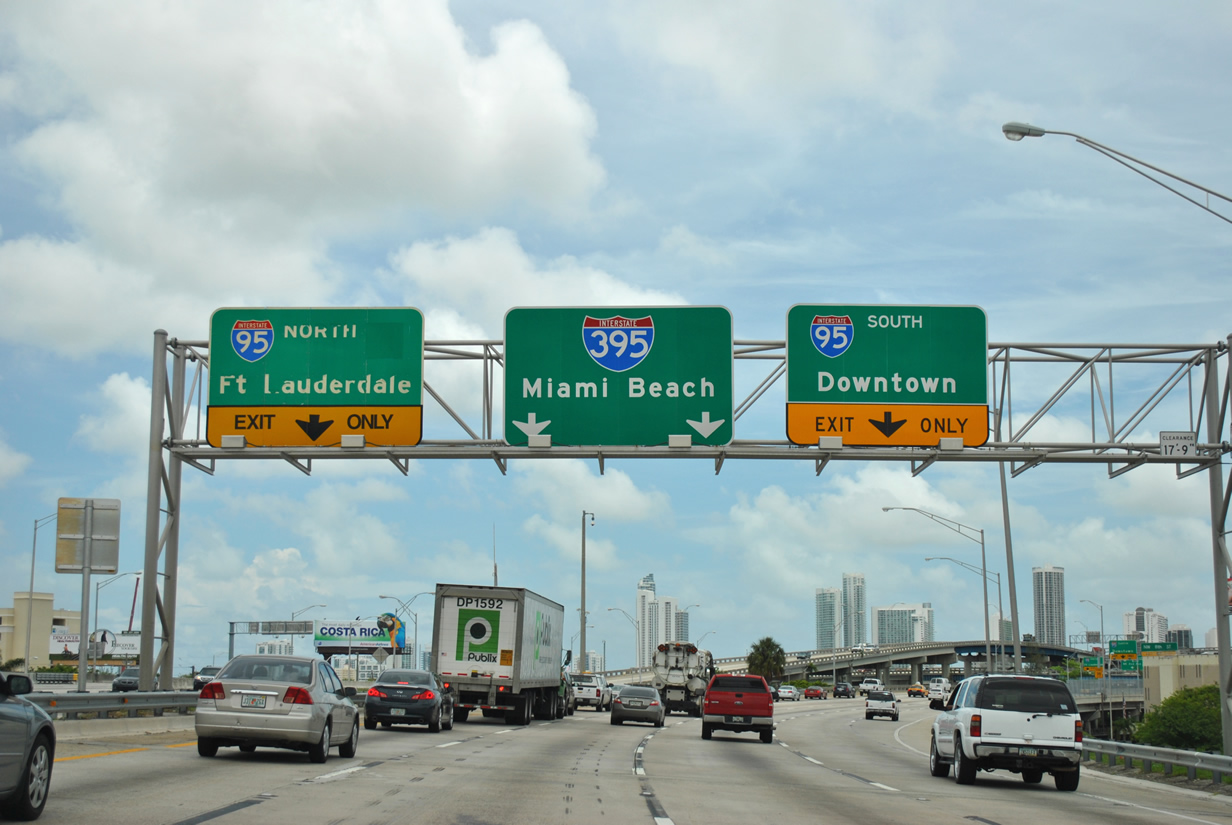 INTERSTATE
95
NORTH
Ft Lauderdale
EXIT ONLY
INTERSTATE
395
Miami Beach
INTERSTATE
95
SOUTH
Downtown
EXIT ONLY
CLEARANCE
17'-9"
COSTA RICA
DP1592
Publix